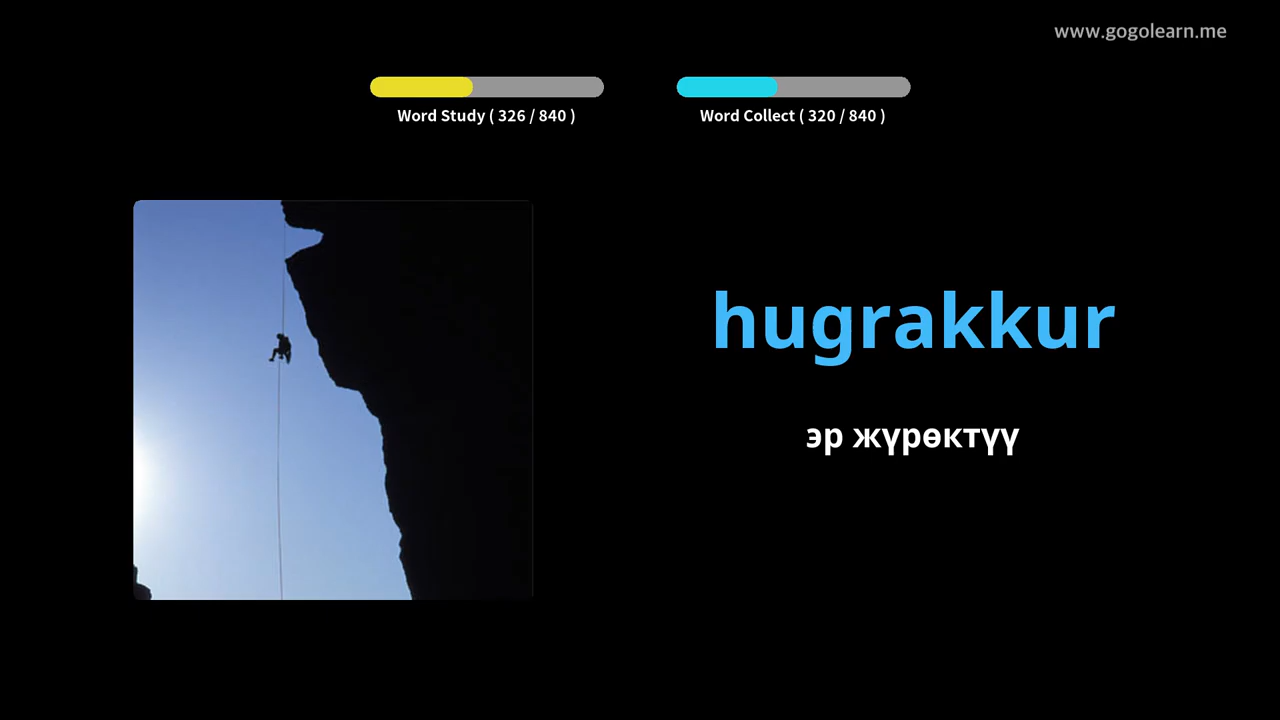 www.gogolearn.me
Word Study ( 326 / 840 )
Word Collect ( 320 / 840 )
hugrakkur
эр жүрөктүү